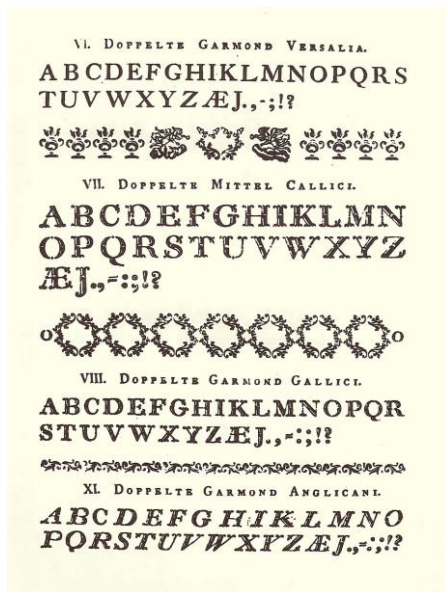 VI. DOPPELTE GARMOND VERSALIA.
ABCDEFGHIKLMNOPQRS
TUVWXYZÆJ.,-;!?
VII. DOPPELTE MITTEL CALLICI.
ABCDEFGHIKLMN
OPQRSTUVWXYZ
ÆJ.,=:;!?
O O
VIII. DOPPELTE GARMOND GALLICI.
ABCDEFGHIKLMNOPQR
STUVWXYZÆJ.,=:;!?
XI. DOPPELTE GARMOND ANGLICANI.
ABCDEFGHIKLMNO
PQRSTUVWXYZÆJ.,=:;!?